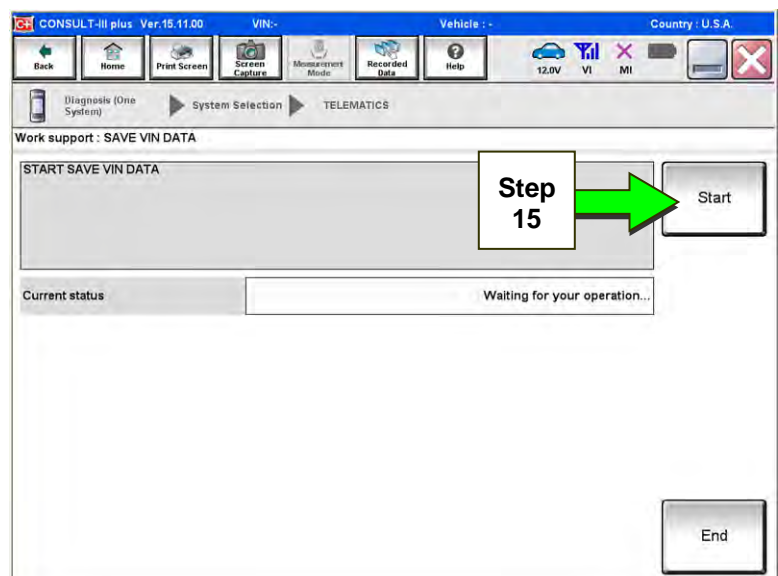 C+ CONSULT-III plus Ver.15.11.00 VIN:- Vehicle : - Country : U.S.A.
Back Home Print Screen Screen Capture Measurement Mode Recorded Data Help 12.0V VI MI
Diagnosis (One System) System Selection TELEMATICS
Work support : SAVE VIN DATA
START SAVE VIN DATA
Step 15
Start
Current status Waiting for your operation...
End